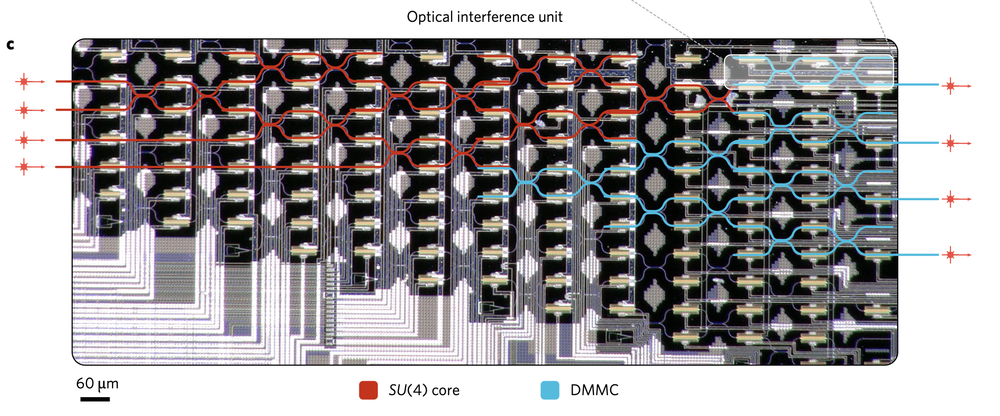 Optical interference unit
c
60 μm
SU(4) core
DMMC